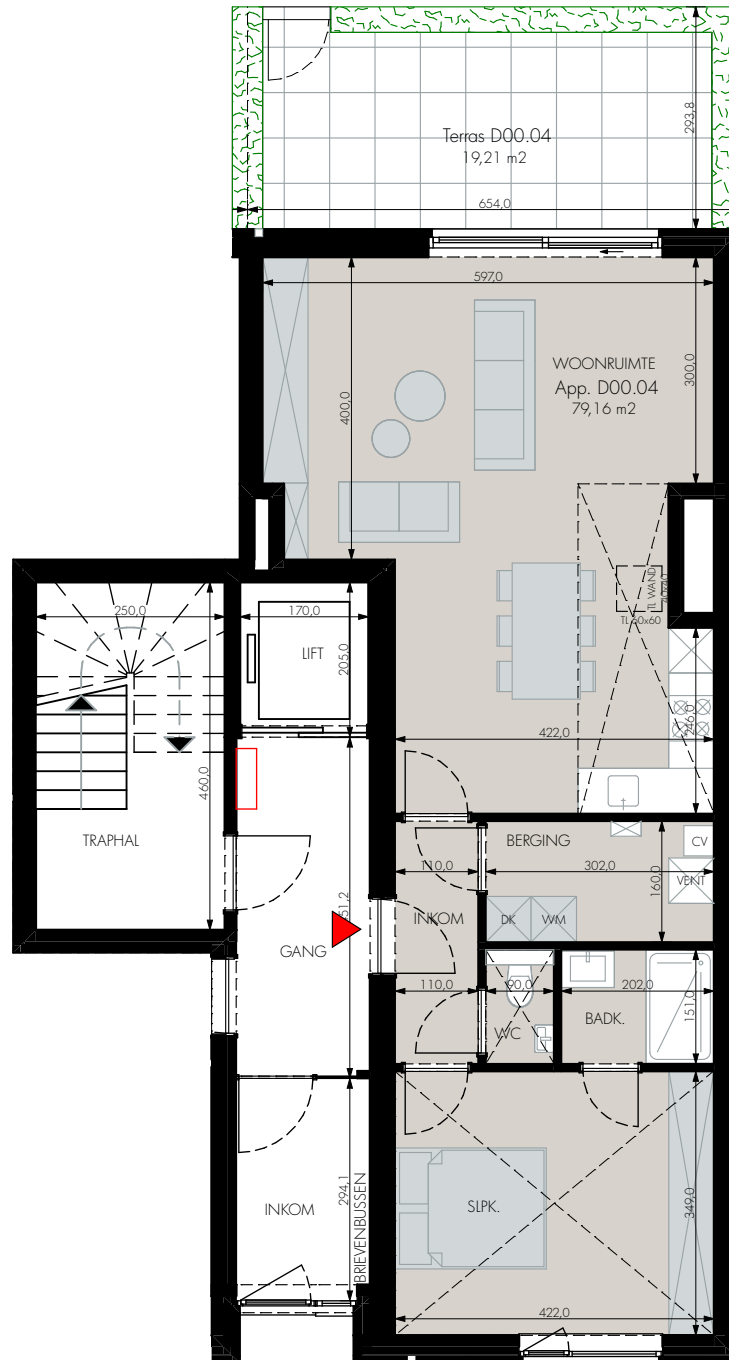 293,8
Terras D00.04
19,21 m2
654,0
597,0
WOONRUIMTE
App. D00.04
79,16 m2
300,0
400,0
TL WAND
40x40
TL 60x60
250,0
170,0
LIFT
205,0
246,0
422,0
460,0
TRAPHAL
BERGING
CV
110,0
302,0
160,0
VENT
51,2
INKOM
DK
WM
GANG
110,0
90,0
202,0
151,0
WC
BADK.
294,1
BRIEVENBUSSEN
INKOM
SLPK.
349,0
422,0